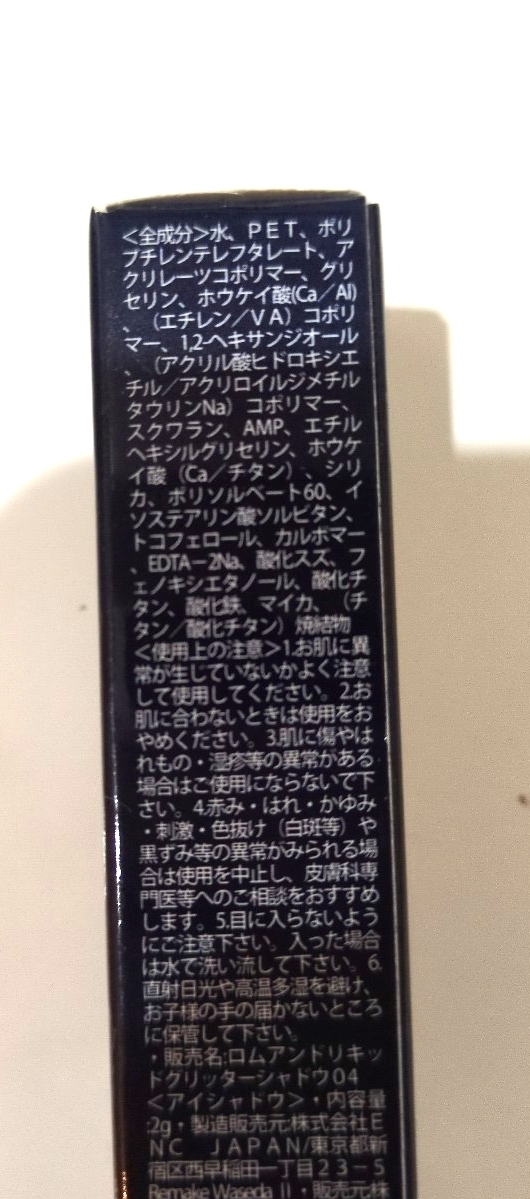 ＜全成分＞水、ＰＥＴ、ポリ
ブチレンテレフタレート、ア
クリレーツコポリマー、グリ
セリン、ホウケイ酸(Ca／Al)
、（エチレン／ＶＡ）コポリ
マー、1,2-ヘキサンジオール
、（アクリル酸ヒドロキシエ
チル／アクリロイルジメチル
タウリンNa）コポリマー、
スクワラン、AMP、エチル
ヘキシルグリセリン、ホウケ
イ酸（Ca／チタン）、シリ
カ、ポリソルベート60、イ
ソステアリン酸ソルビタン、
トコフェロール、カルボマー
、EDTA－2Na、酸化スズ、フ
ェノキシエタノール、酸化チ
タン、酸化鉄、マイカ、（チ
タン／酸化チタン）焼結物
＜使用上の注意＞1.お肌に異
常が生じていないかよく注意
して使用してください。2.お
肌に合わないときは使用をお
やめください。3.肌に傷やは
れもの・湿疹等の異常がある
場合はご使用にならないで下
さい。4.赤み・はれ・かゆみ
・刺激・色抜け（白斑等）や
黒ずみ等の異常がみられる場
合は使用を中止し、皮膚科専
門医等へのご相談をおすすめ
します。5.目に入らないよう
にご注意下さい。入った場合
は水で洗い流して下さい。6.
直射日光や高温多湿を避け、
お子様の手の届かないところ
に保管して下さい。
・販売名:ロムアンドリキッ
ドグリッターシャドウ０４
＜アイシャドウ＞・内容量
:2g・製造販売元:株式会社Ｅ
ＮＣ　ＪＡＰＡＮ/東京都新
宿区西早稲田一丁目２３－５
Remake Waseda Ⅱ・販売元:株